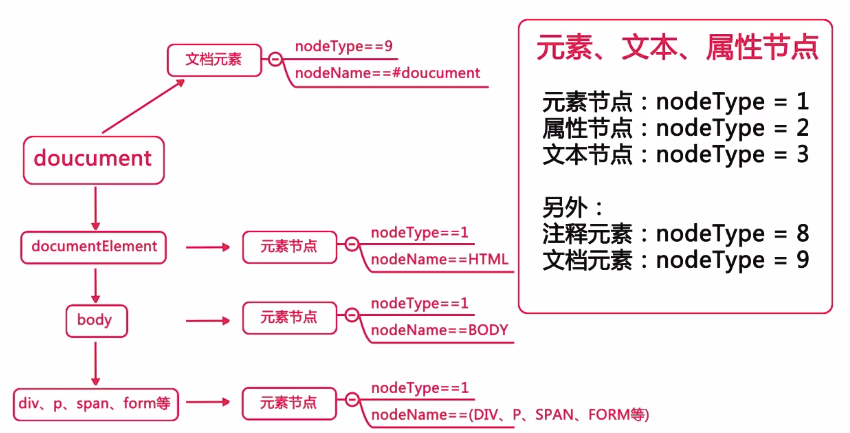 文档元素
nodeType==9
nodeName==#doucument
doucument
documentElement
元素节点
nodeType==1
nodeName==HTML
body
元素节点
nodeType==1
nodeName==BODY
div、p、span、form等
元素节点
nodeType==1
nodeName==(DIV、P、SPAN、FORM等)
元素、文本、属性节点
元素节点：nodeType = 1
属性节点：nodeType = 2
文本节点：nodeType = 3
另外：
注释元素：nodeType = 8
文档元素：nodeType = 9